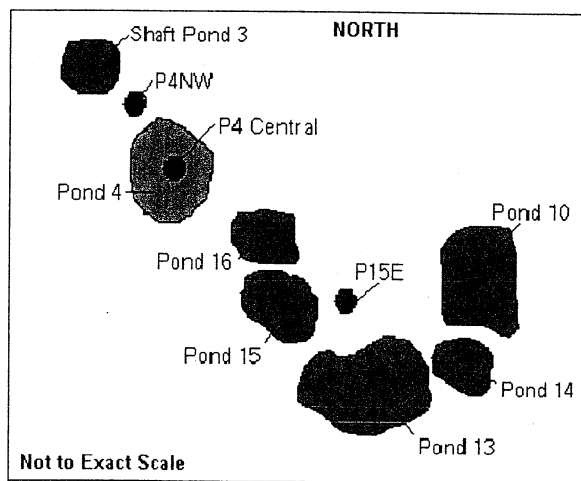 NORTH
Shaft Pond 3
P4NW
P4 Central
Pond 4
Pond 10
Pond 16
P15E
Pond 15
Pond 14
Pond 13
Not to Exact Scale